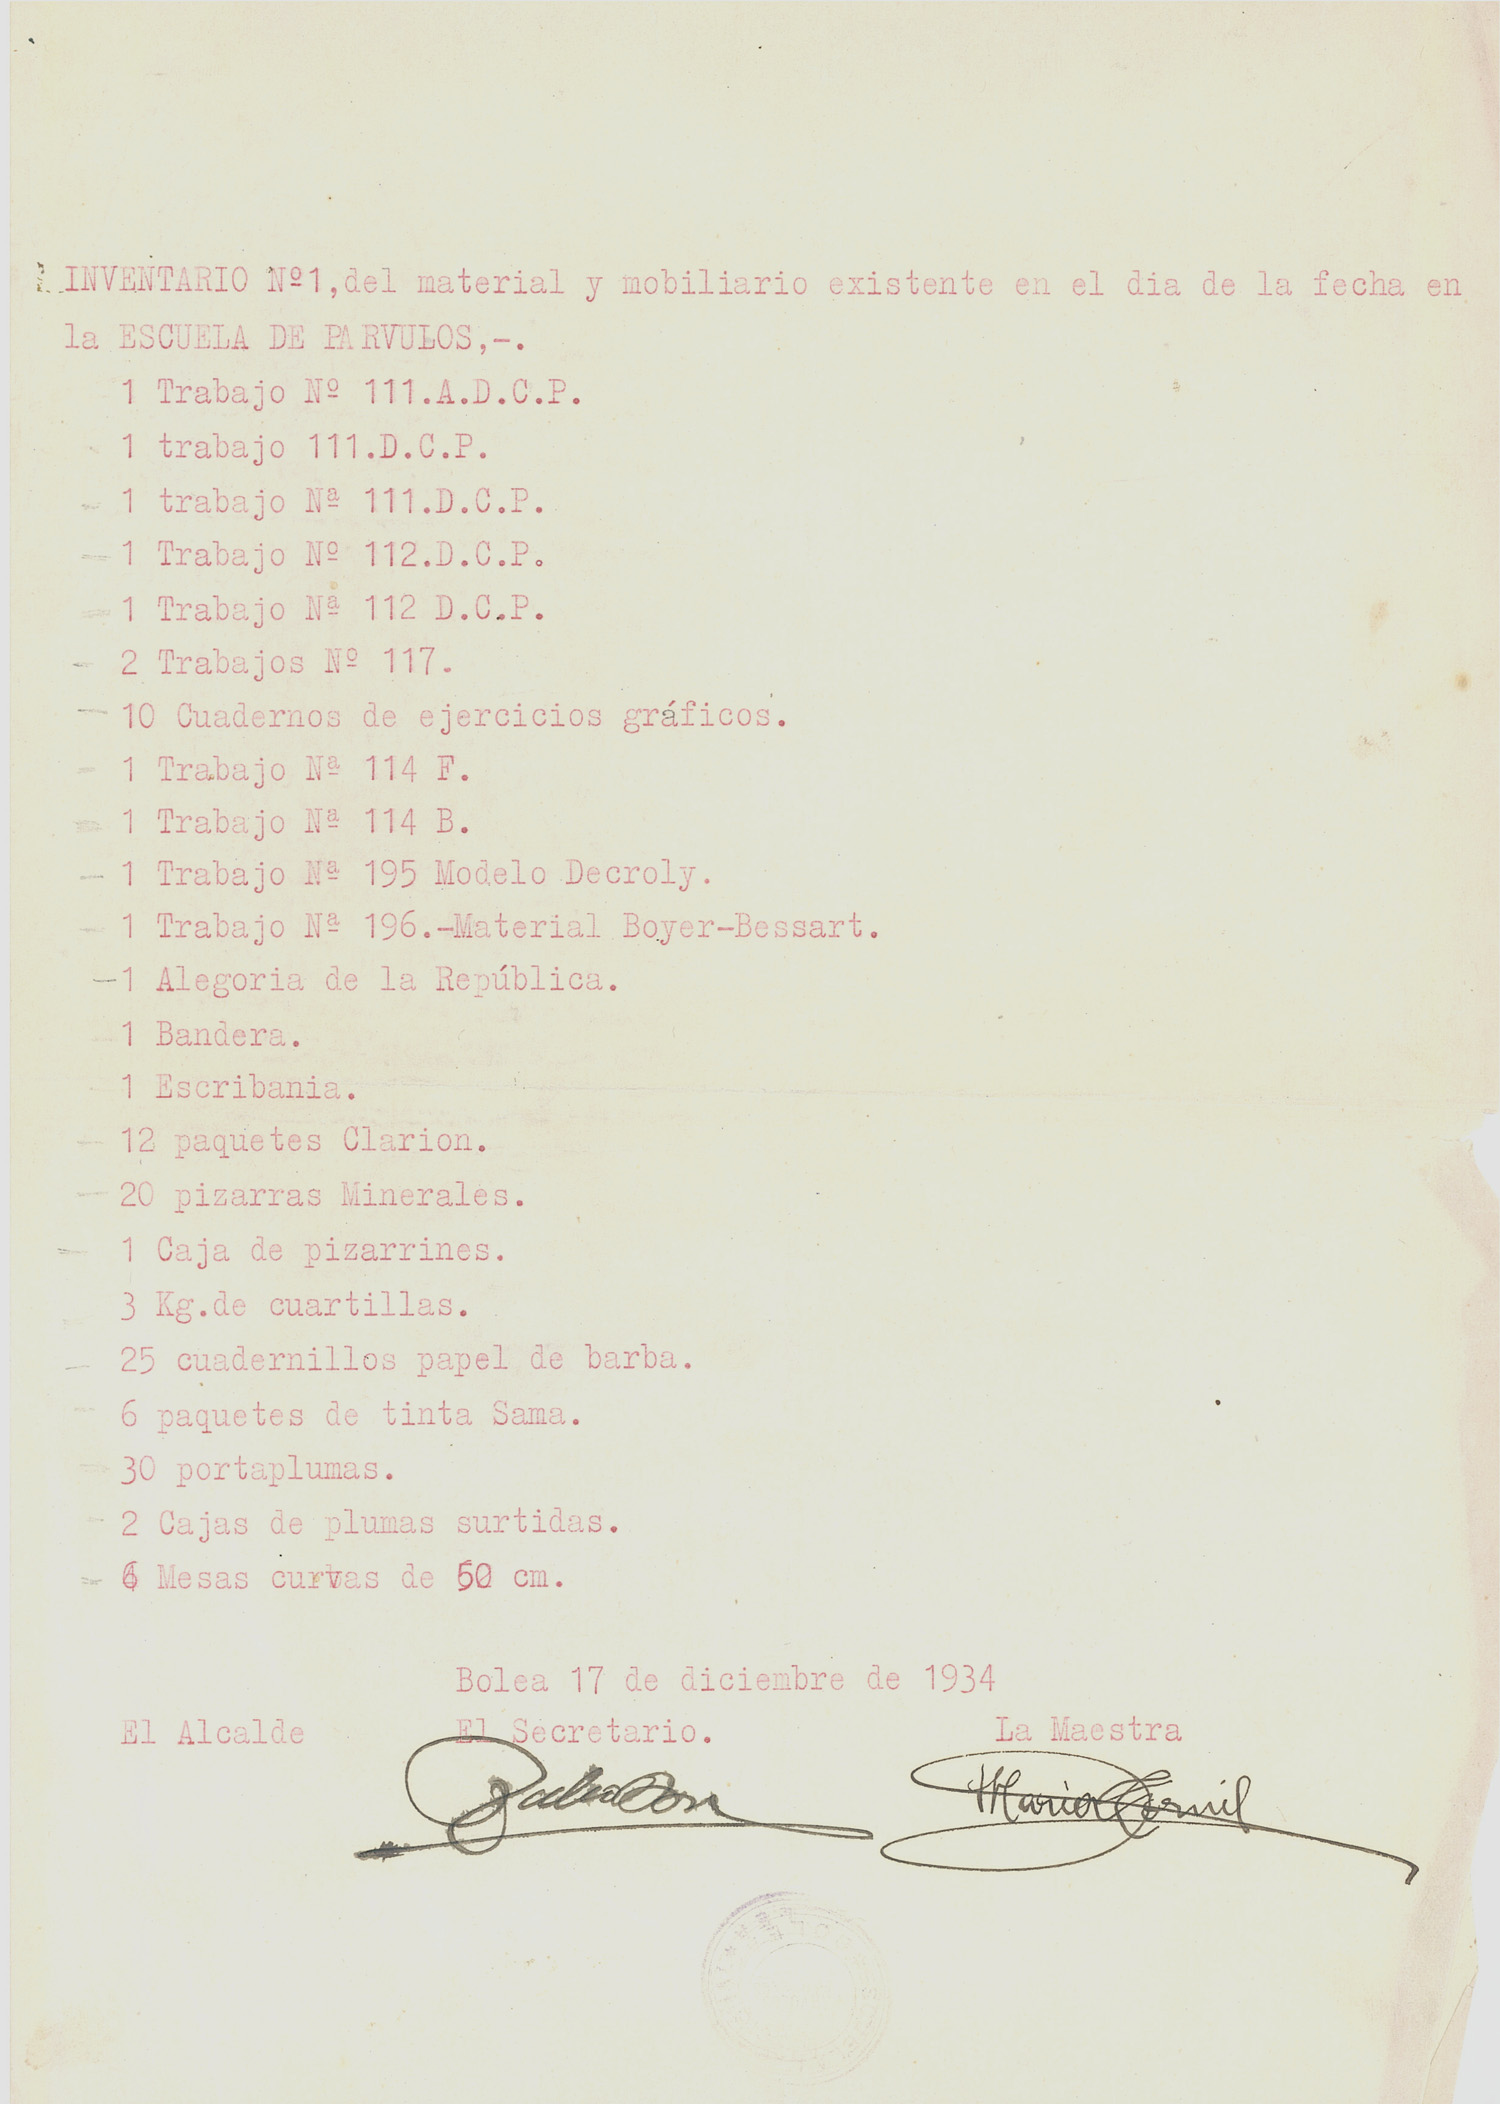 INVENTARIO Nº1,del material y mobiliario existente en el dia de la fecha en
la ESCUELA DE PARVULOS,-.
1 Trabajo Nº 111.A.D.C.P.
1 trabajo 111.D.C.P.
1 trabajo Nª 111.D.C.P.
1 Trabajo Nº 112.D.C.P.
1 Trabajo Nª 112 D.C.P.
2 Trabajos Nº 117.
10 Cuadernos de ejercicios gráficos.
1 Trabajo Nª 114 F.
1 Trabajo Nª 114 B.
1 Trabajo Nª 195 Modelo Decroly.
1 Trabajo Nª 196.-Material Boyer-Bessart.
1 Alegoria de la República.
1 Bandera.
1 Escribania.
12 paquetes Clarion.
20 pizarras Minerales.
1 Caja de pizarrines.
3 Kg.de cuartillas.
25 cuadernillos papel de barba.
6 paquetes de tinta Sama.
30 portaplumas.
2 Cajas de plumas surtidas.
Mesas curvas de 50 cm.
Bolea 17 de diciembre de 1934
El Alcalde El Secretario. La Maestra
Maria